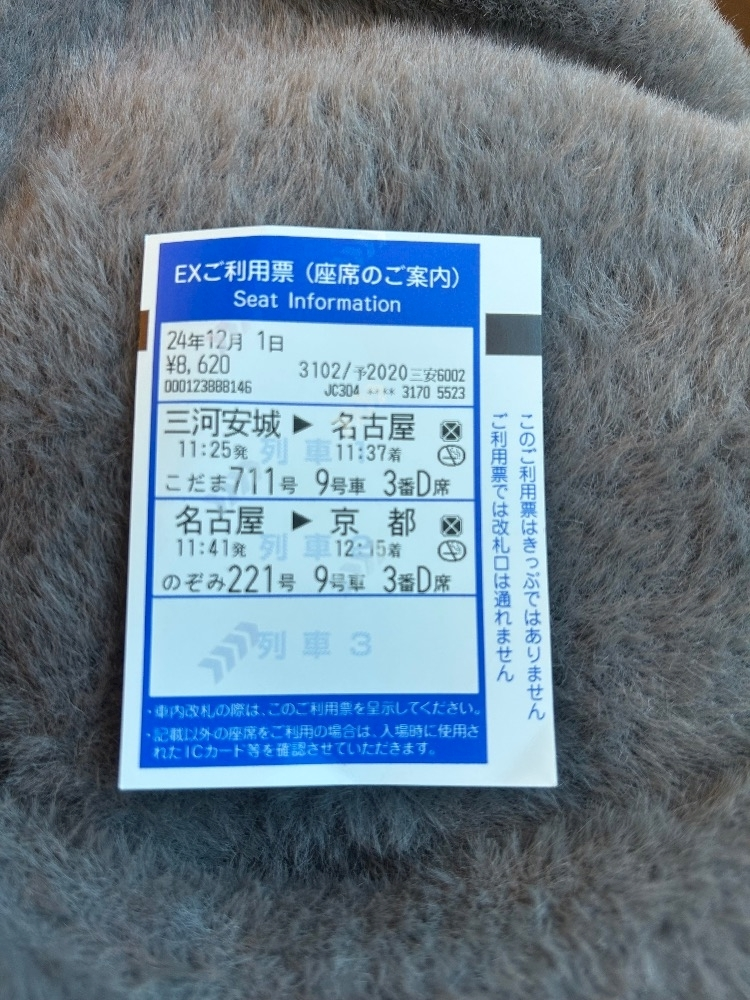 EXご利用票（座席のご案内）
Seat Information
24年12月 1日
¥8,620
3102/予2020 三安6002
000123888146
JC304 **** 3170 5523
三河安城 ▶ 名古屋
11:25発 列車 11:37着
こだま711号 9号車 3番D席
名古屋 ▶ 京都
11:41発 列車 12:15着
のぞみ221号 9号車 3番D席
列車3
・車内改札の際は、このご利用票を呈示してください。
・記載以外の座席をご利用の場合は、入場時に使用さ
れたICカード等を確認させていただきます。
このご利用票はきっぷではありません
ご利用票では改札口は通れません